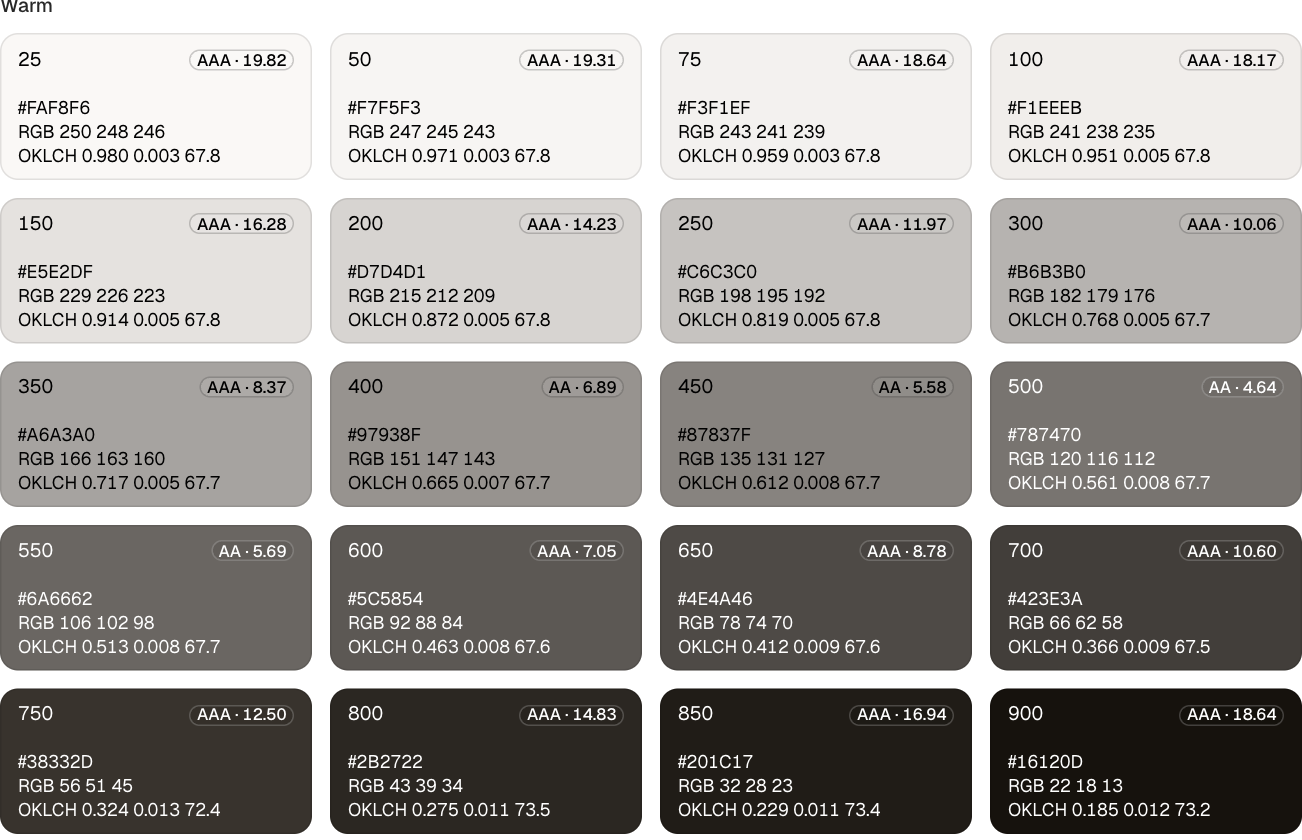 Warm
25 AAA · 19.82
#FAF8F6
RGB 250 248 246
OKLCH 0.980 0.003 67.8
50 AAA · 19.31
#F7F5F3
RGB 247 245 243
OKLCH 0.971 0.003 67.8
75 AAA · 18.64
#F3F1EF
RGB 243 241 239
OKLCH 0.959 0.003 67.8
100 AAA · 18.17
#F1EEEB
RGB 241 238 235
OKLCH 0.951 0.005 67.8
150 AAA · 16.28
#E5E2DF
RGB 229 226 223
OKLCH 0.914 0.005 67.8
200 AAA · 14.23
#D7D4D1
RGB 215 212 209
OKLCH 0.872 0.005 67.8
250 AAA · 11.97
#C6C3C0
RGB 198 195 192
OKLCH 0.819 0.005 67.8
300 AAA · 10.06
#B6B3B0
RGB 182 179 176
OKLCH 0.768 0.005 67.7
350 AAA · 8.37
#A6A3A0
RGB 166 163 160
OKLCH 0.717 0.005 67.7
400 AA · 6.89
#97938F
RGB 151 147 143
OKLCH 0.665 0.007 67.7
450 AA · 5.58
#87837F
RGB 135 131 127
OKLCH 0.612 0.008 67.7
500 AA · 4.64
#787470
RGB 120 116 112
OKLCH 0.561 0.008 67.7
550 AA · 5.69
#6A6662
RGB 106 102 98
OKLCH 0.513 0.008 67.7
600 AAA · 7.05
#5C5854
RGB 92 88 84
OKLCH 0.463 0.008 67.6
650 AAA · 8.78
#4E4A46
RGB 78 74 70
OKLCH 0.412 0.009 67.6
700 AAA · 10.60
#423E3A
RGB 66 62 58
OKLCH 0.366 0.009 67.5
750 AAA · 12.50
#38332D
RGB 56 51 45
OKLCH 0.324 0.013 72.4
800 AAA · 14.83
#2B2722
RGB 43 39 34
OKLCH 0.275 0.011 73.5
850 AAA · 16.94
#201C17
RGB 32 28 23
OKLCH 0.229 0.011 73.4
900 AAA · 18.64
#16120D
RGB 22 18 13
OKLCH 0.185 0.012 73.2